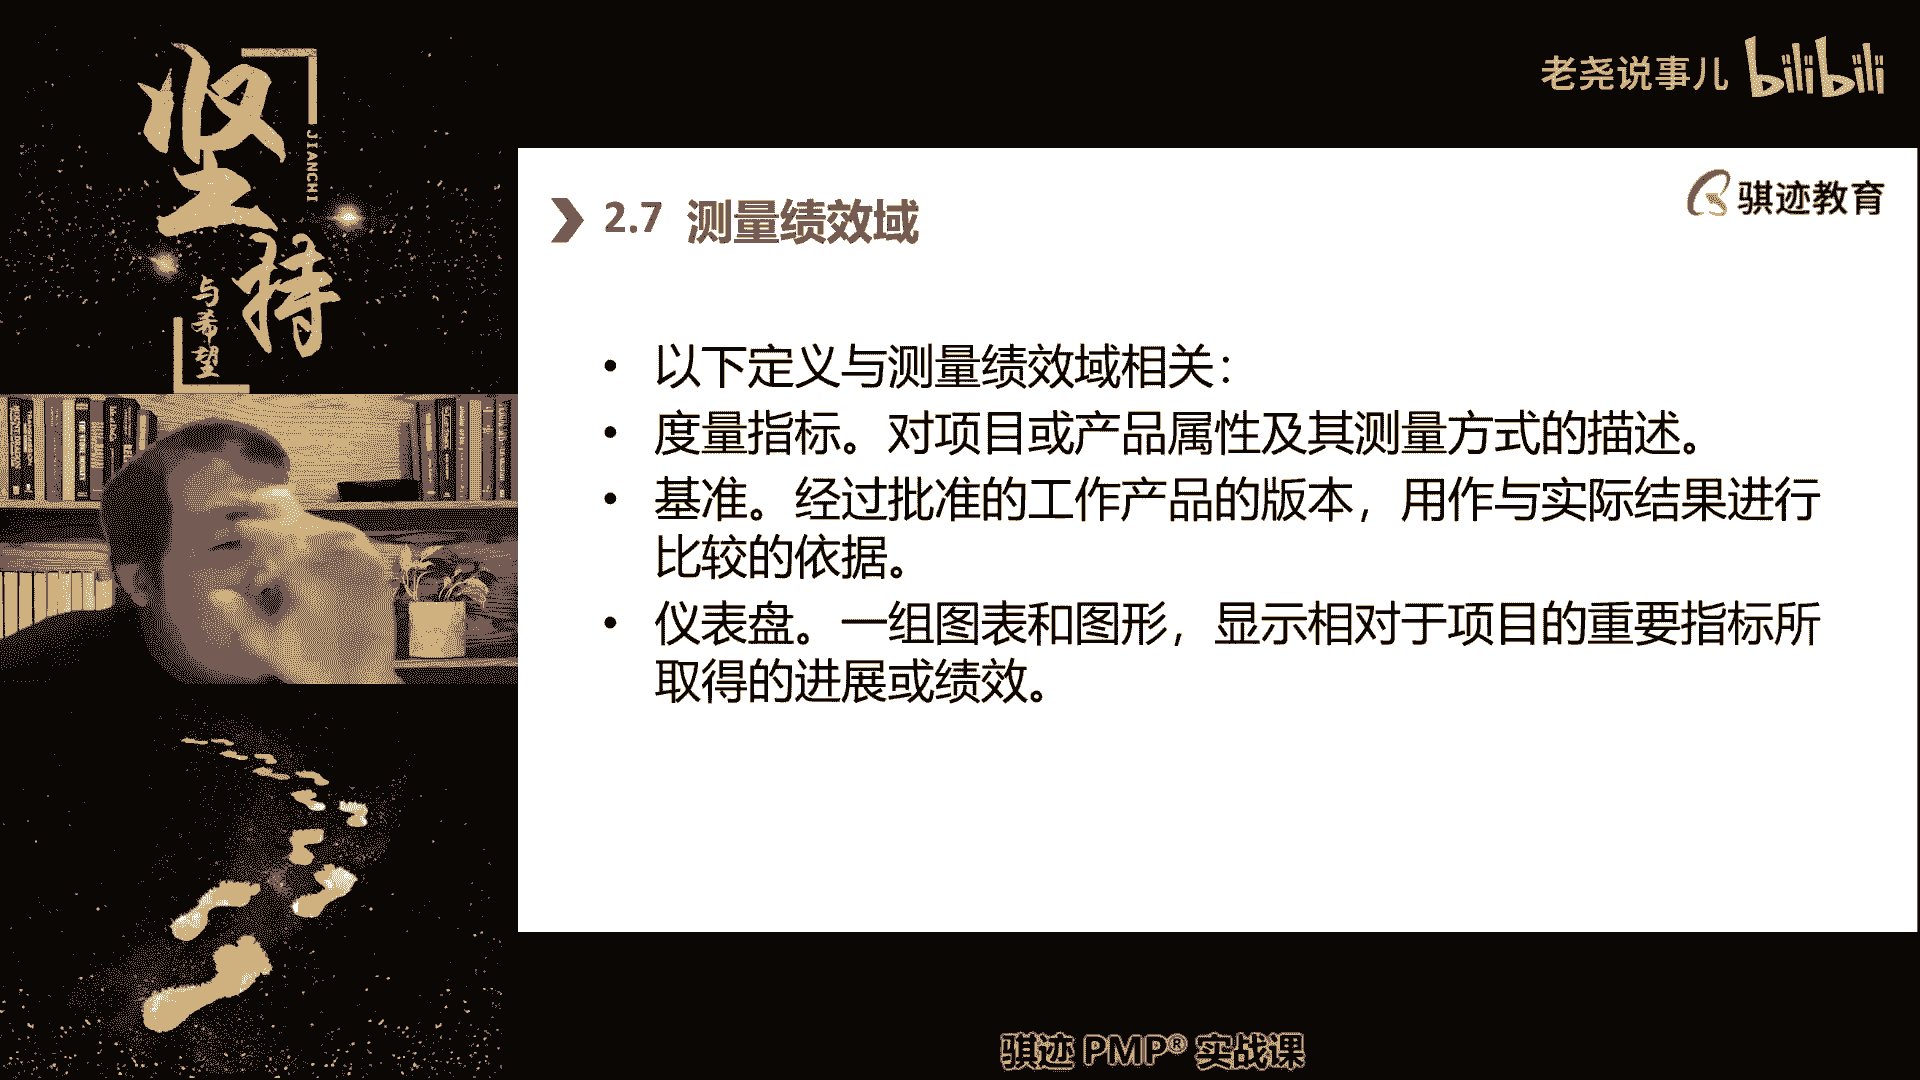 坚
持
JIANCHI
与
希
望
老尧说事儿 bilibili
骐迹教育
2.7 测量绩效域
• 以下定义与测量绩效域相关：
• 度量指标。对项目或产品属性及其测量方式的描述。
• 基准。经过批准的工作产品的版本，用作与实际结果进行
比较的依据。
• 仪表盘。一组图表和图形，显示相对于项目的重要指标所
取得的进展或绩效。
骐迹 PMP® 实战课